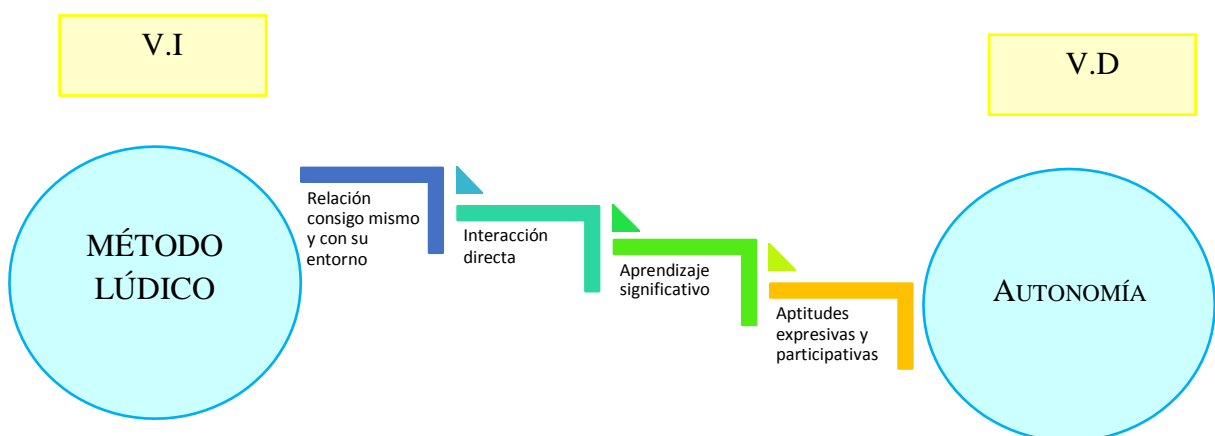 V.I
V.D
MÉTODO
LÚDICO
Relación
consigo mismo
y con su
entorno
Interacción
directa
Aprendizaje
significativo
Aptitudes
expresivas y
participativas
AUTONOMÍA